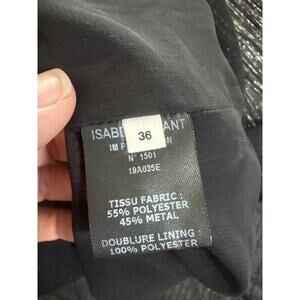 36
N° 1501
19A035E
TISSU FABRIC :
55% POLYESTER
45% METAL
DOUBLURE LINING :
100% POLYESTER